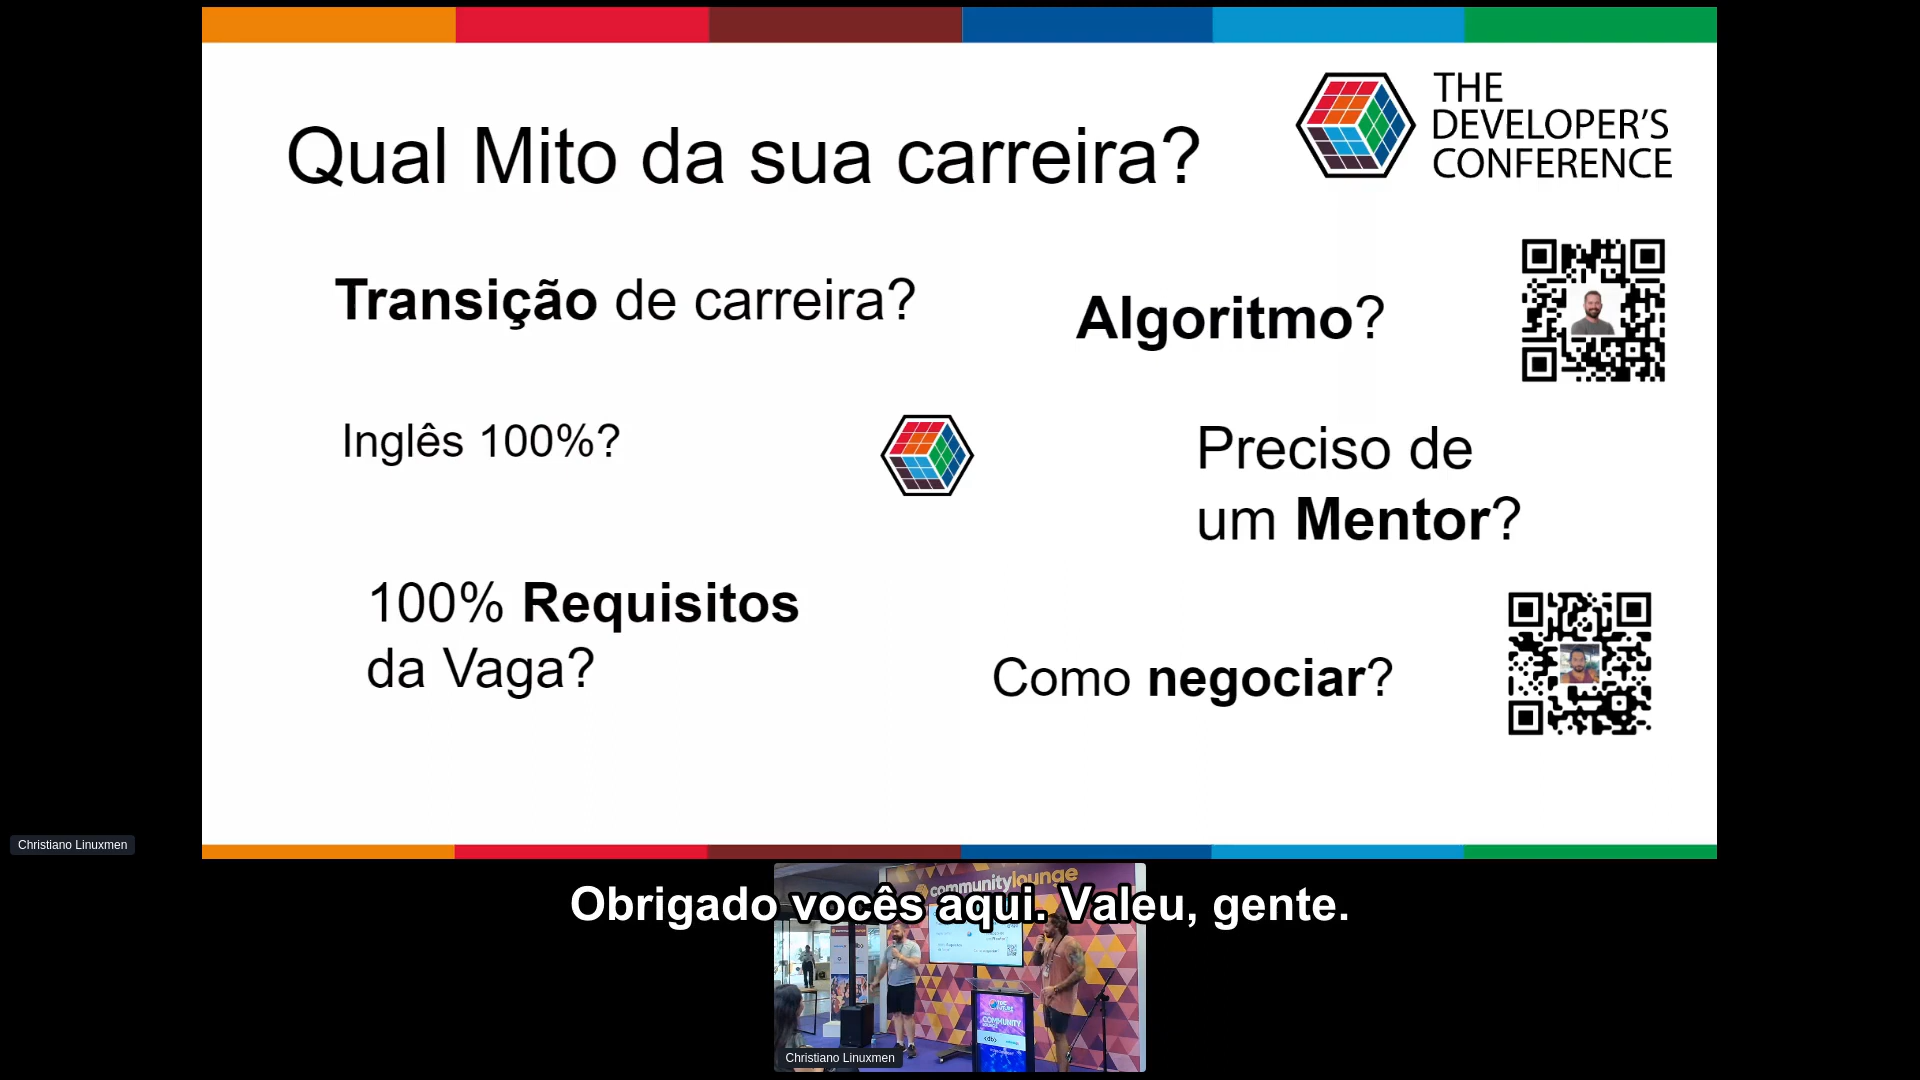 Qual Mito da sua carreira?
THE
DEVELOPER'S
CONFERENCE
Transição de carreira?
Algoritmo?
Inglês 100%?
Preciso de
um Mentor?
100% Requisitos
da Vaga?
Como negociar?
Christiano Linuxmen
communitylounge
Obrigado vocês aqui. Valeu, gente.
COMMUNITY
Christiano Linuxmen